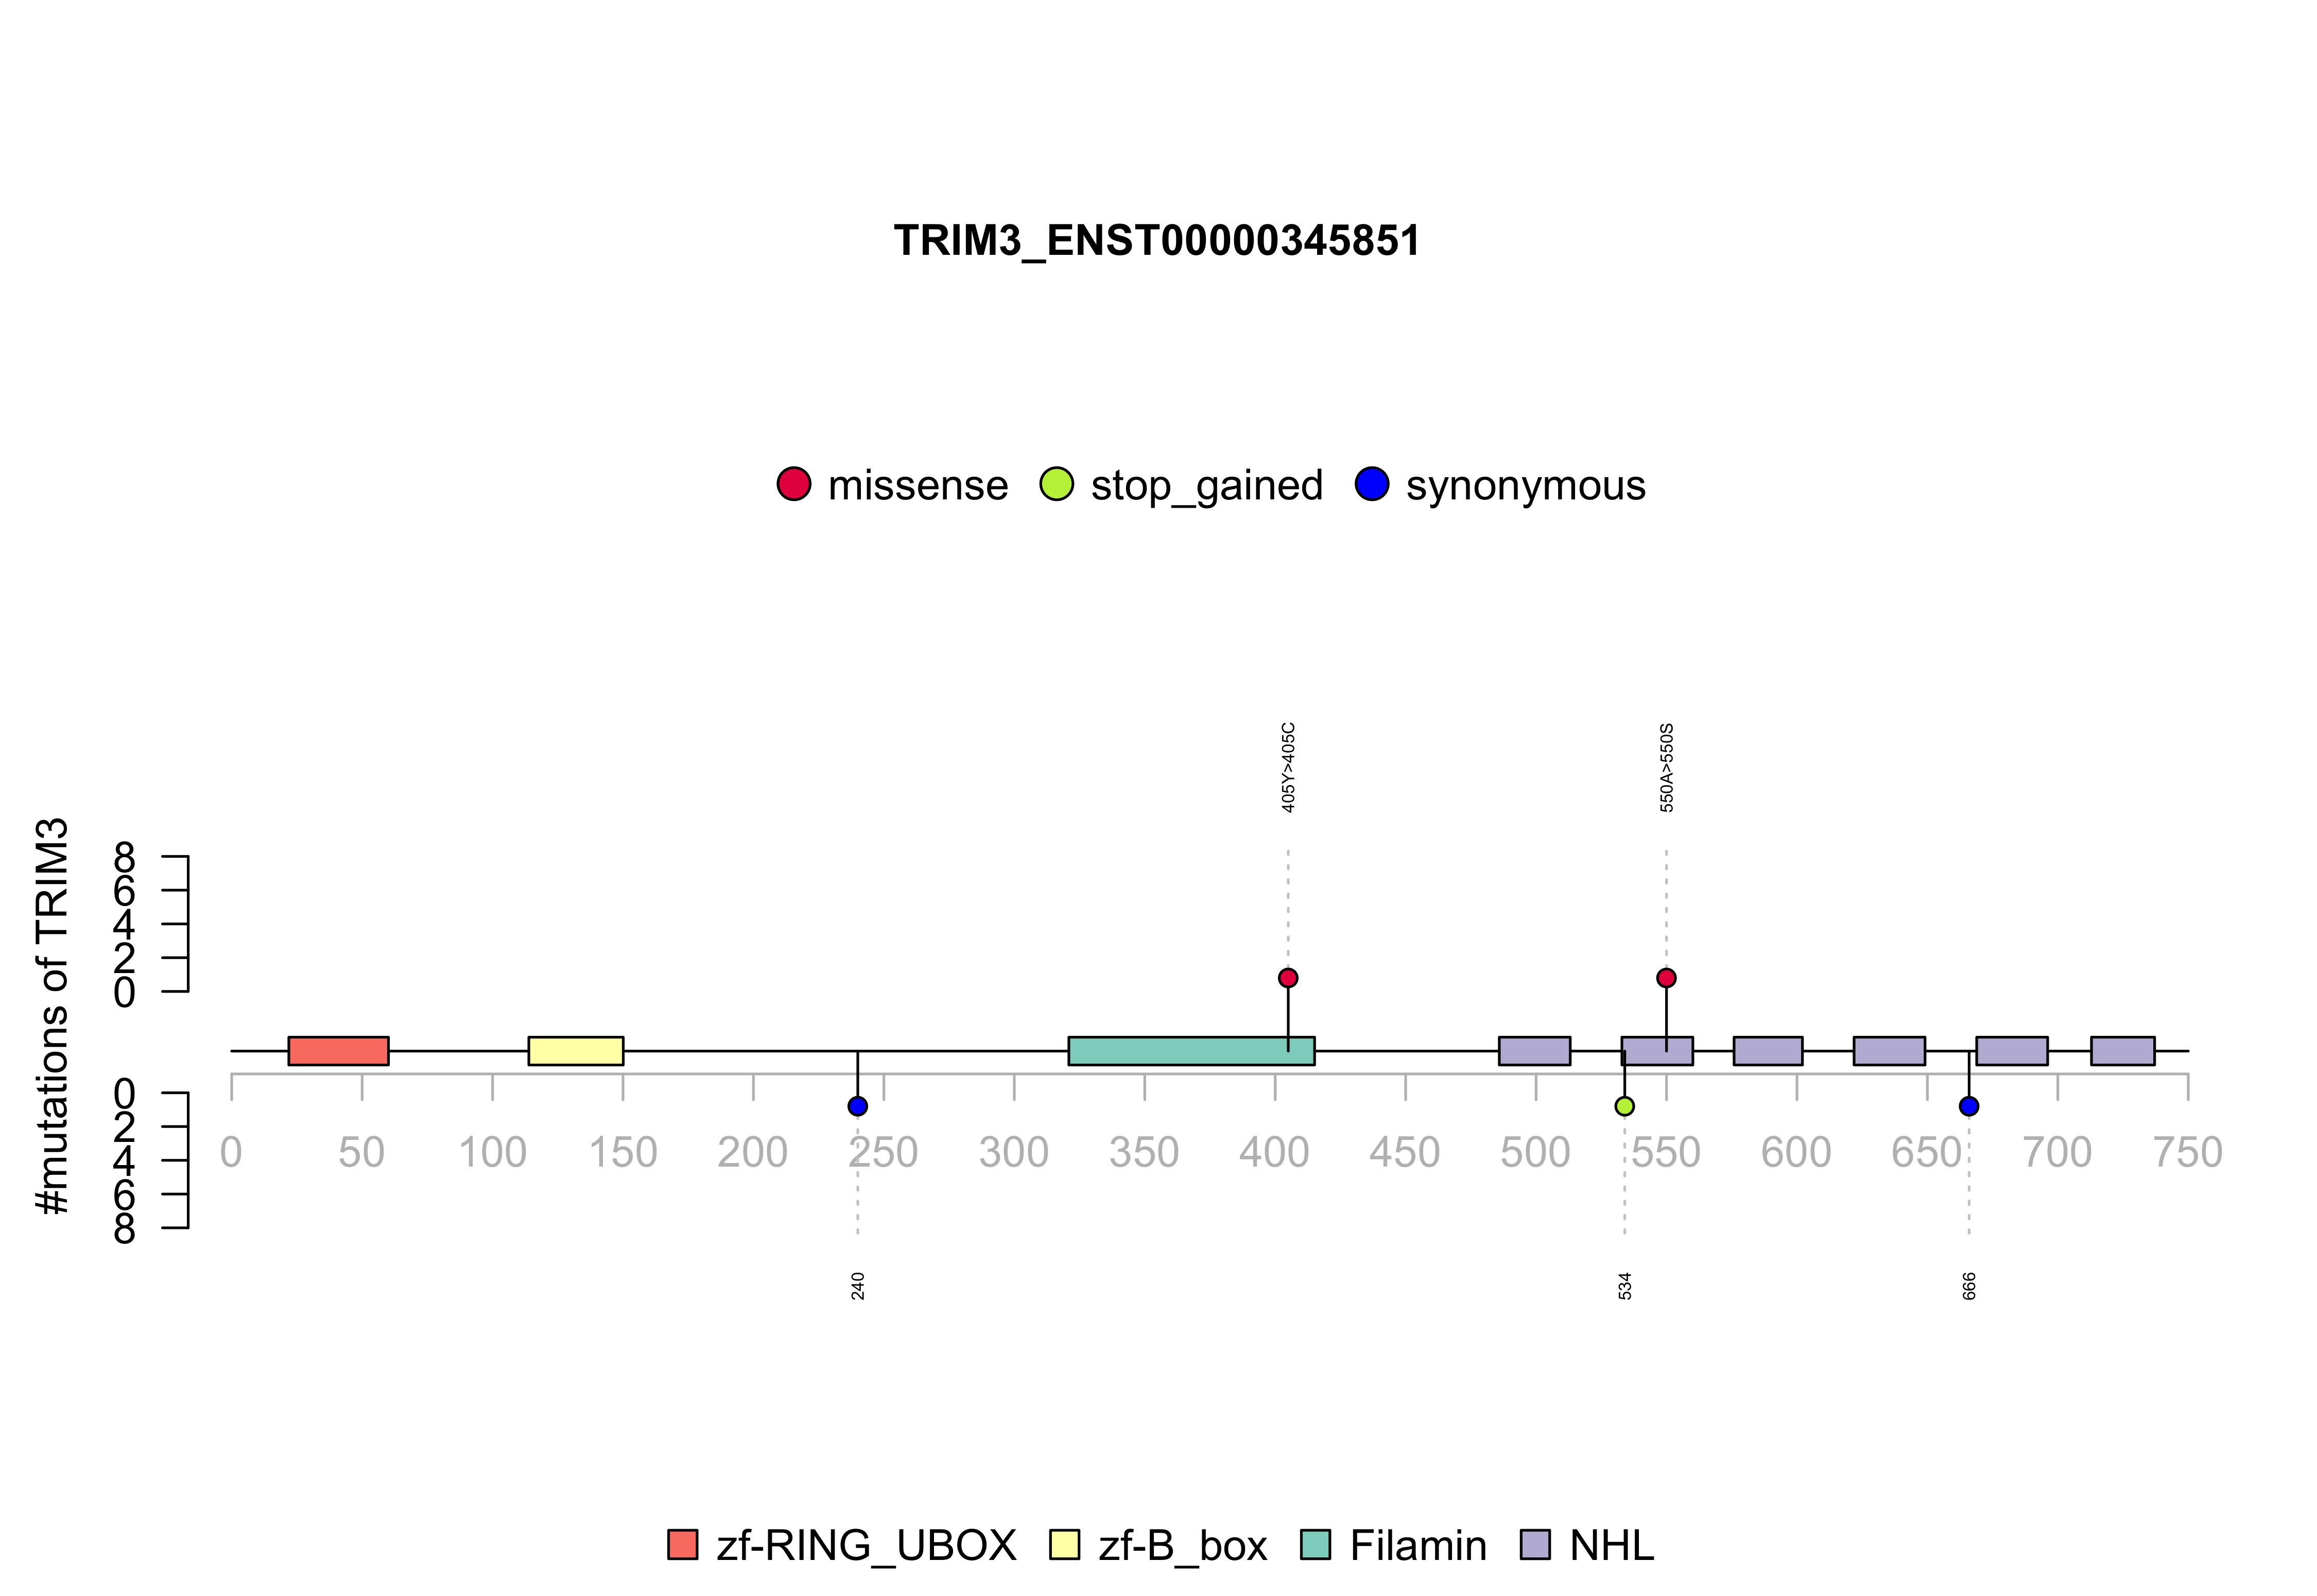 TRIM3_ENST00000345851
missense stop_gained synonymous
405Y>405C 550A>550S
#mutations of TRIM3
8
6
4
2
0
0
2
4
6
8
0 50 100 150 200 250 300 350 400 450 500 550 600 650 700 750
240 534 666
zf-RING_UBOX zf-B_box Filamin NHL